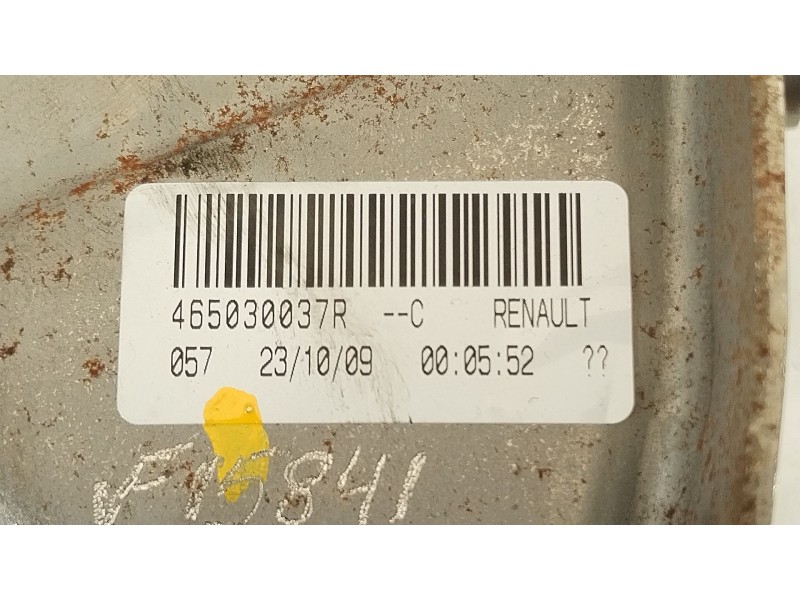 465030037R --C RENAULT
057 23/10/09 00:05:52 ??
F15841